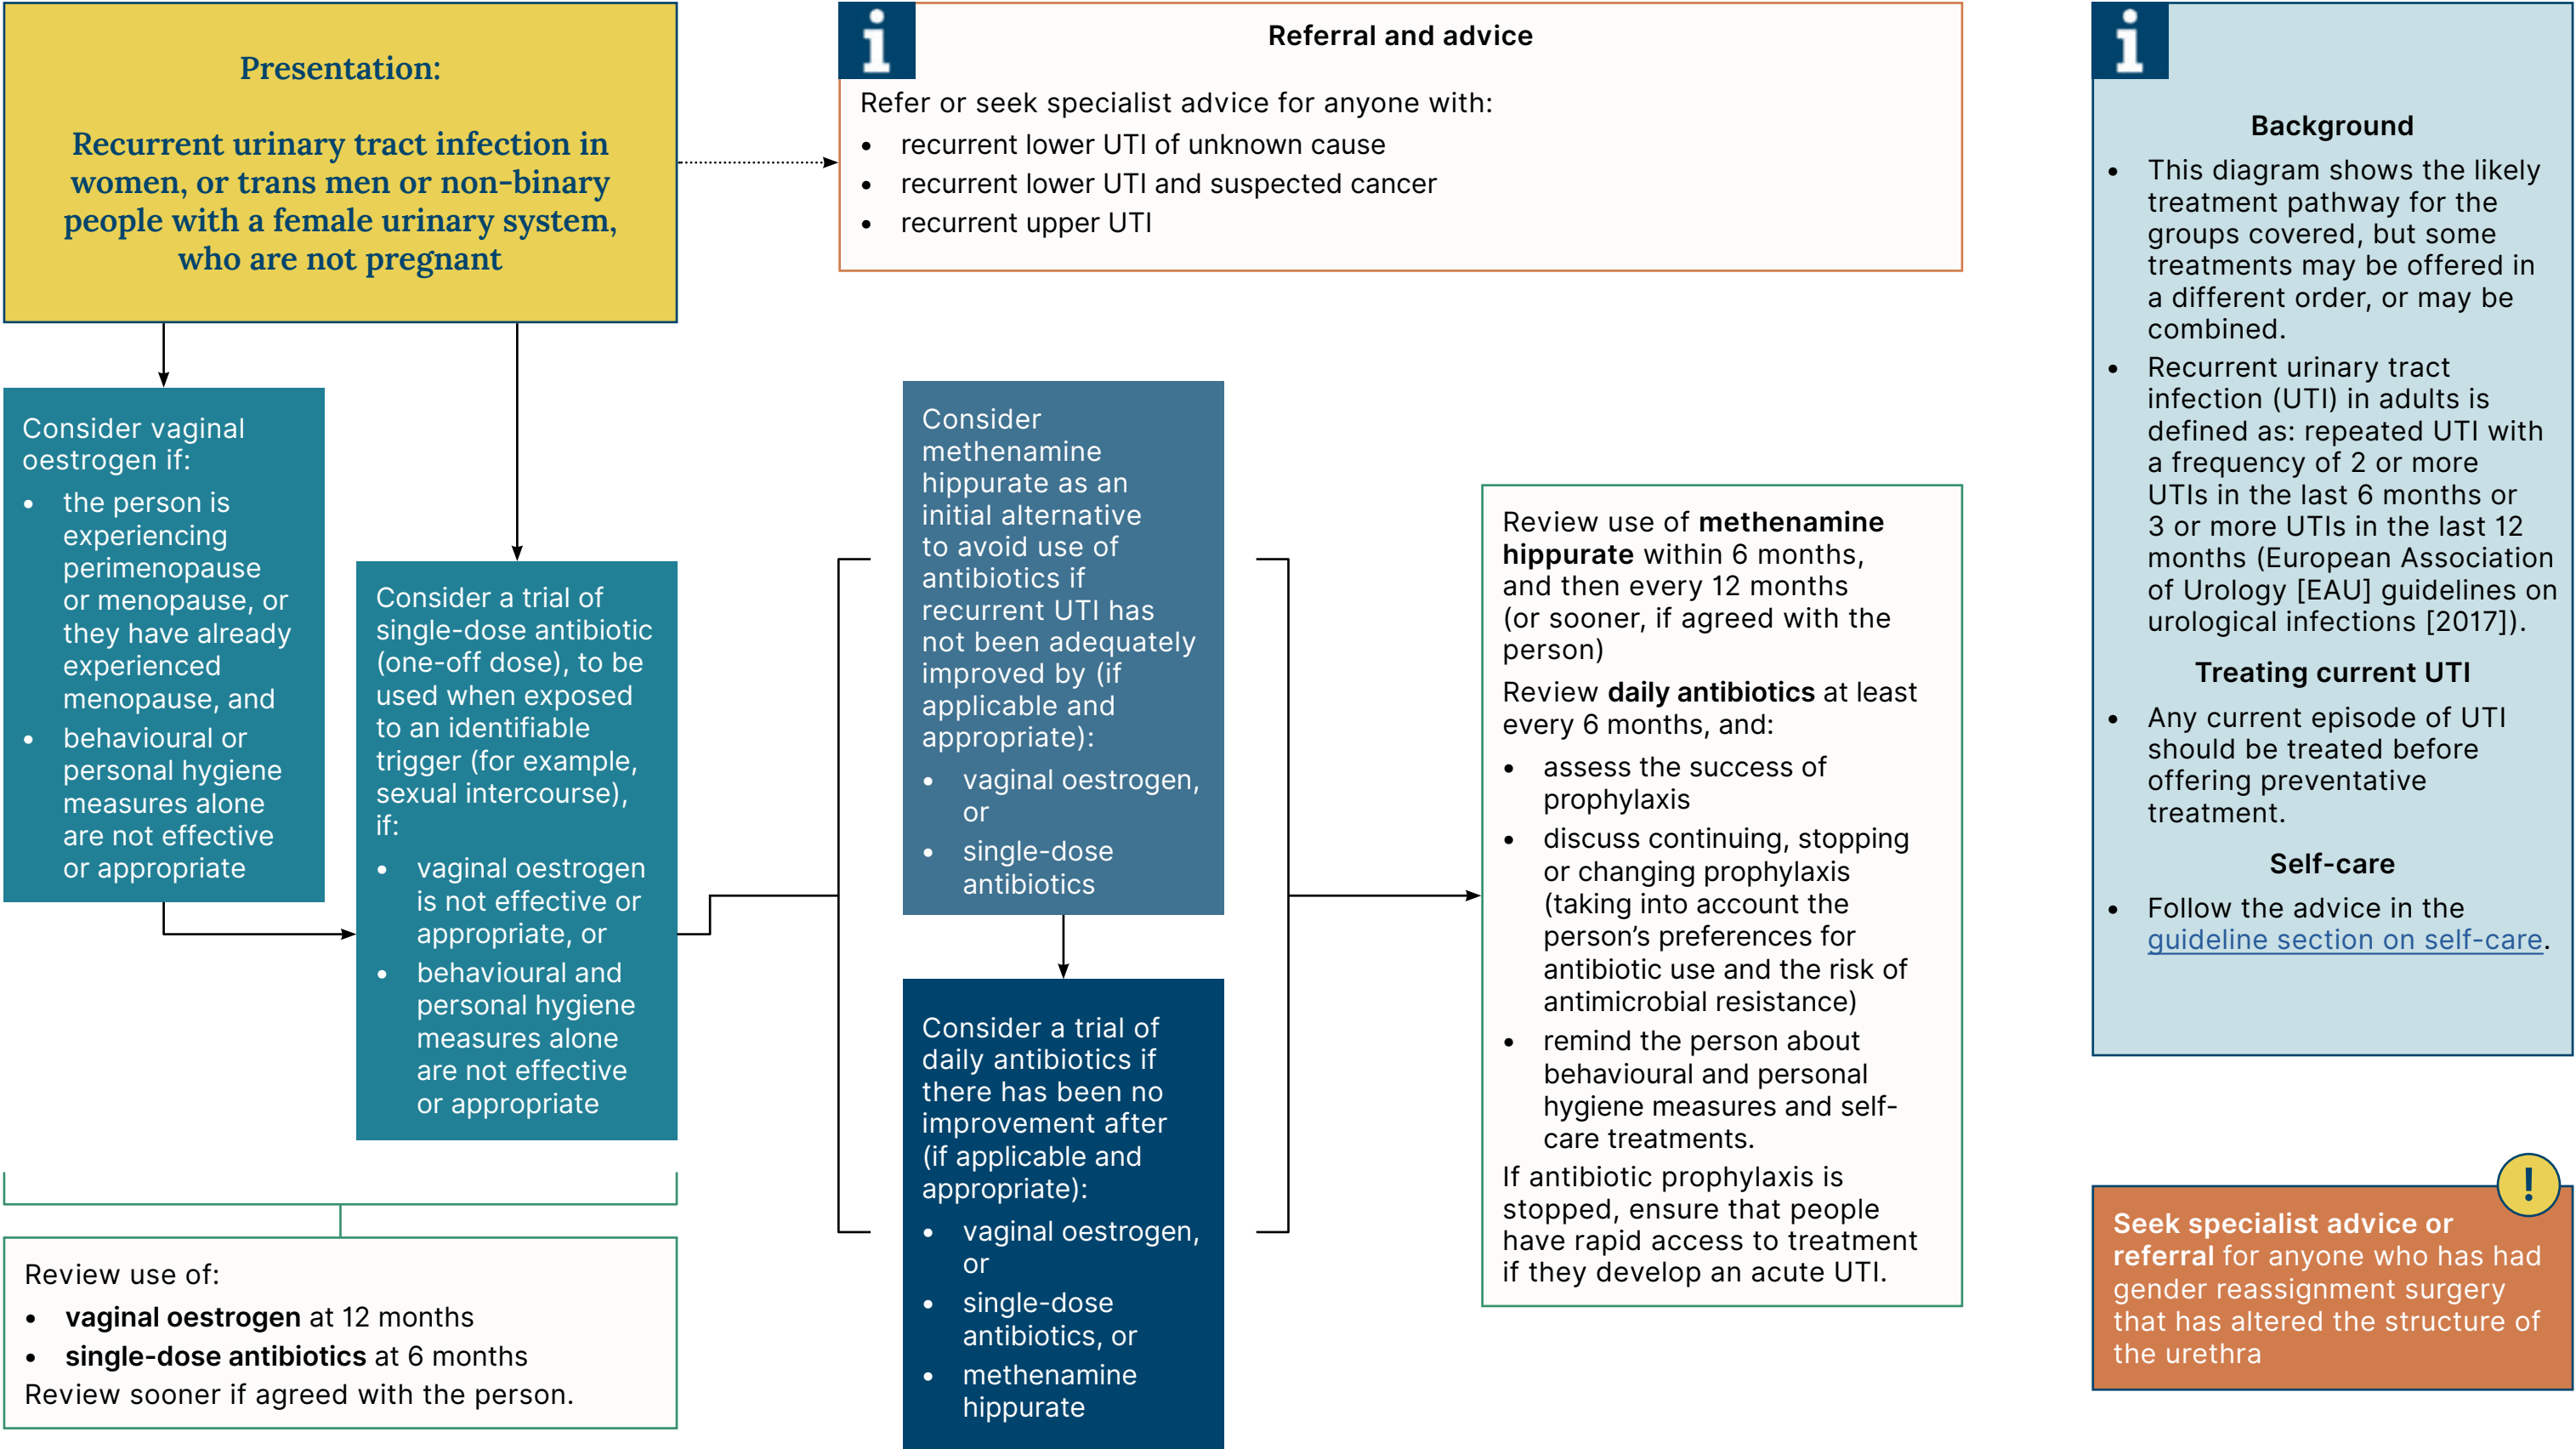 Presentation:
Recurrent urinary tract infection in
women, or trans men or non-binary
people with a female urinary system,
who are not pregnant
Referral and advice
Refer or seek specialist advice for anyone with:
• recurrent lower UTI of unknown cause
• recurrent lower UTI and suspected cancer
• recurrent upper UTI
Consider vaginal
oestrogen if:
• the person is
experiencing
perimenopause
or menopause, or
they have already
experienced
menopause, and
• behavioural or
personal hygiene
measures alone
are not effective
or appropriate
Consider a trial of
single-dose antibiotic
(one-off dose), to be
used when exposed
to an identifiable
trigger (for example,
sexual intercourse),
if:
• vaginal oestrogen
is not effective or
appropriate, or
• behavioural and
personal hygiene
measures alone
are not effective
or appropriate
Review use of:
• vaginal oestrogen at 12 months
• single-dose antibiotics at 6 months
Review sooner if agreed with the person.
Consider
methenamine
hippurate as an
initial alternative
to avoid use of
antibiotics if
recurrent UTI has
not been adequately
improved by (if
applicable and
appropriate):
• vaginal oestrogen,
or
• single-dose
antibiotics
Consider a trial of
daily antibiotics if
there has been no
improvement after
(if applicable and
appropriate):
• vaginal oestrogen,
or
• single-dose
antibiotics, or
• methenamine
hippurate
Review use of methenamine
hippurate within 6 months,
and then every 12 months
(or sooner, if agreed with the
person)
Review daily antibiotics at least
every 6 months, and:
• assess the success of
prophylaxis
• discuss continuing, stopping
or changing prophylaxis
(taking into account the
person’s preferences for
antibiotic use and the risk of
antimicrobial resistance)
• remind the person about
behavioural and personal
hygiene measures and self-
care treatments.
If antibiotic prophylaxis is
stopped, ensure that people
have rapid access to treatment
if they develop an acute UTI.
Background
• This diagram shows the likely
treatment pathway for the
groups covered, but some
treatments may be offered in
a different order, or may be
combined.
• Recurrent urinary tract
infection (UTI) in adults is
defined as: repeated UTI with
a frequency of 2 or more
UTIs in the last 6 months or
3 or more UTIs in the last 12
months (European Association
of Urology [EAU] guidelines on
urological infections [2017]).
Treating current UTI
• Any current episode of UTI
should be treated before
offering preventative
treatment.
Self-care
• Follow the advice in the
guideline section on self-care.
!
Seek specialist advice or
referral for anyone who has had
gender reassignment surgery
that has altered the structure of
the urethra